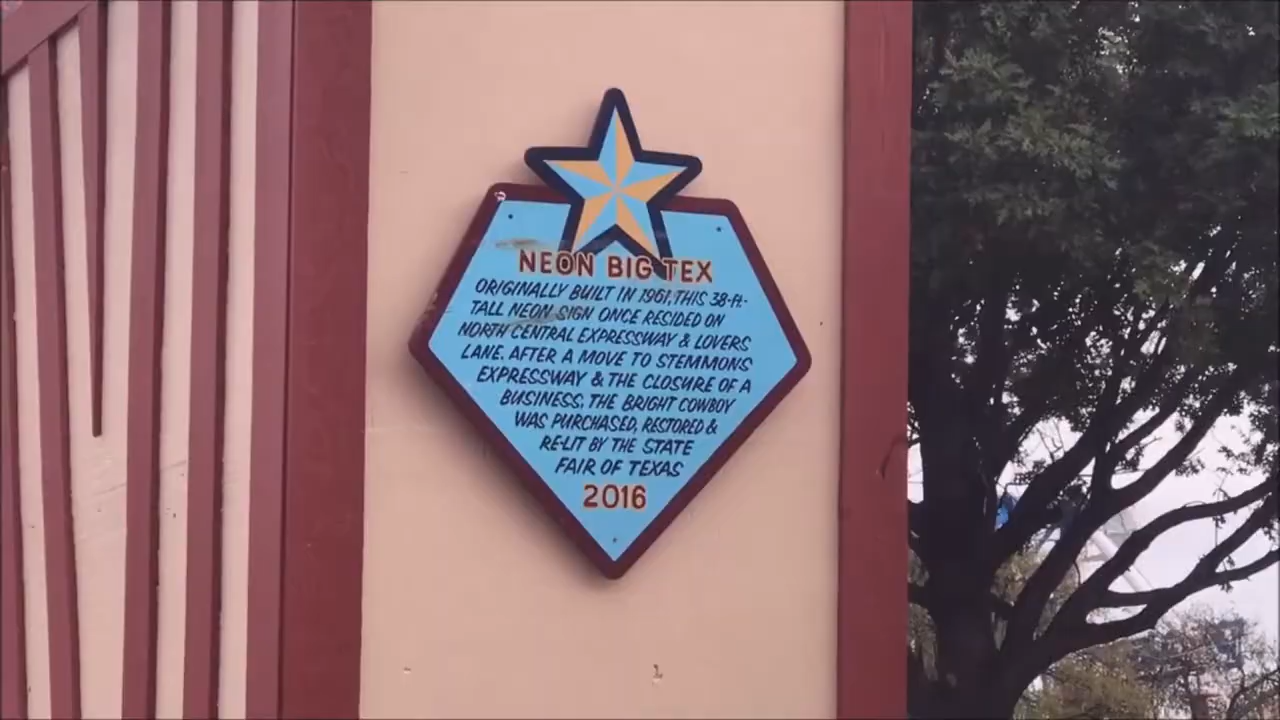 NEON BIG TEX
ORIGINALLY BUILT IN 1961, THIS 38-ft-
TALL NEON SIGN ONCE RESIDED ON
NORTH CENTRAL EXPRESSWAY & LOVERS
LANE. AFTER A MOVE TO STEMMONS
EXPRESSWAY & THE CLOSURE OF A
BUSINESS, THE BRIGHT COWBOY
WAS PURCHASED, RESTORED &
RE-LIT BY THE STATE
FAIR OF TEXAS
2016